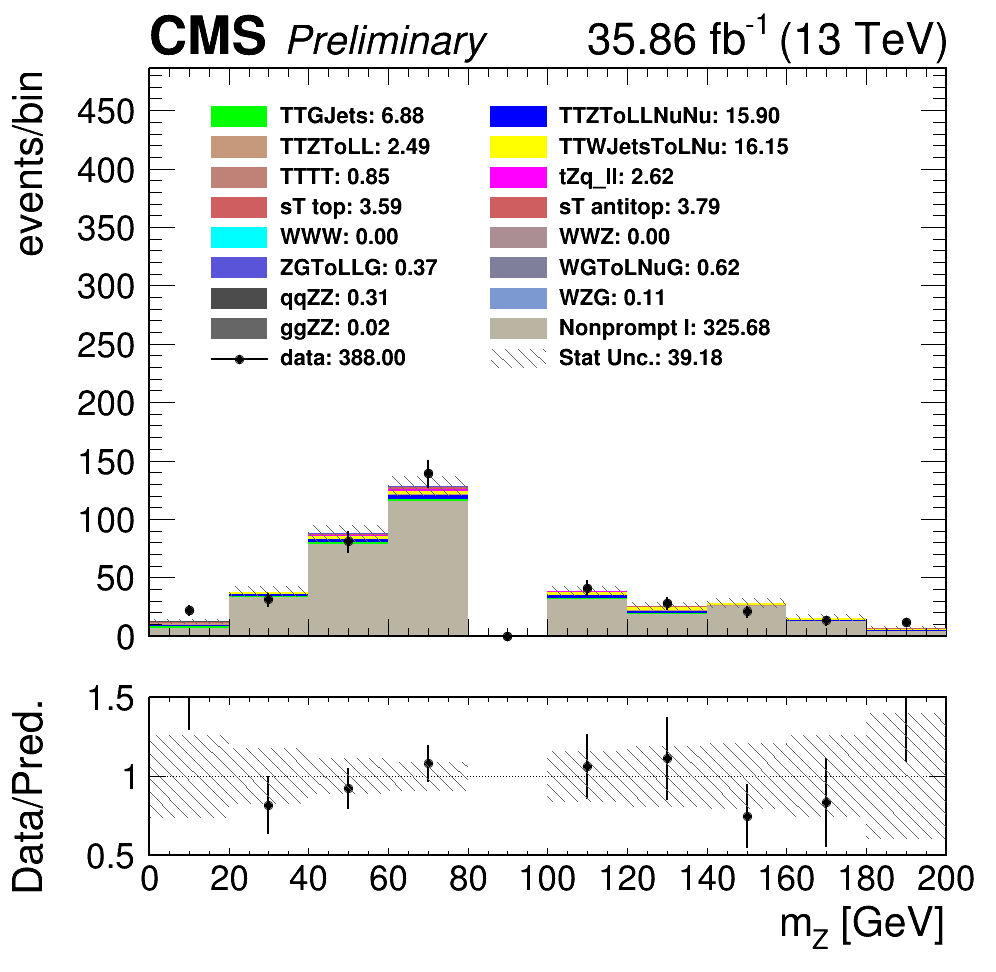 CMS Preliminary 35.86 fb-1 (13 TeV)
events/bin
450
400
350
300
250
200
150
100
50
0
TTGJets: 6.88 TTZToLLNuNu: 15.90
TTZToLL: 2.49 TTWJetsToLNu: 16.15
TTTT: 0.85 tZq_ll: 2.62
sT top: 3.59 sT antitop: 3.79
WWW: 0.00 WWZ: 0.00
ZGToLLG: 0.37 WGToLNuG: 0.62
qqZZ: 0.31 WZG: 0.11
ggZZ: 0.02 Nonprompt l: 325.68
data: 388.00 Stat Unc.: 39.18
Data/Pred.
1.5
1
0.5
0 20 40 60 80 100 120 140 160 180 200
mZ [GeV]